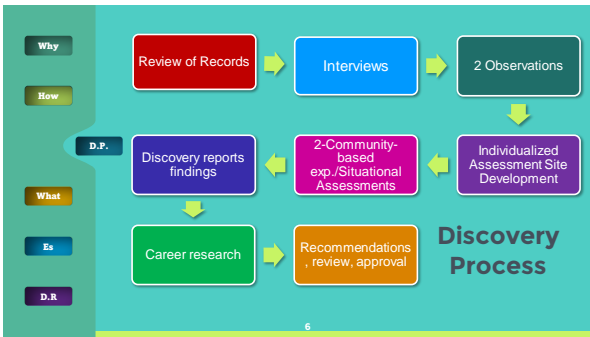 Why
How
D.P.
What
Es
D.R
Review of Records
Interviews
2 Observations
Individualized
Assessment Site
Development
2-Community-
based
exp./Situational
Assessments
Discovery reports
findings
Career research
Recommendations
, review, approval
Discovery
Process
6